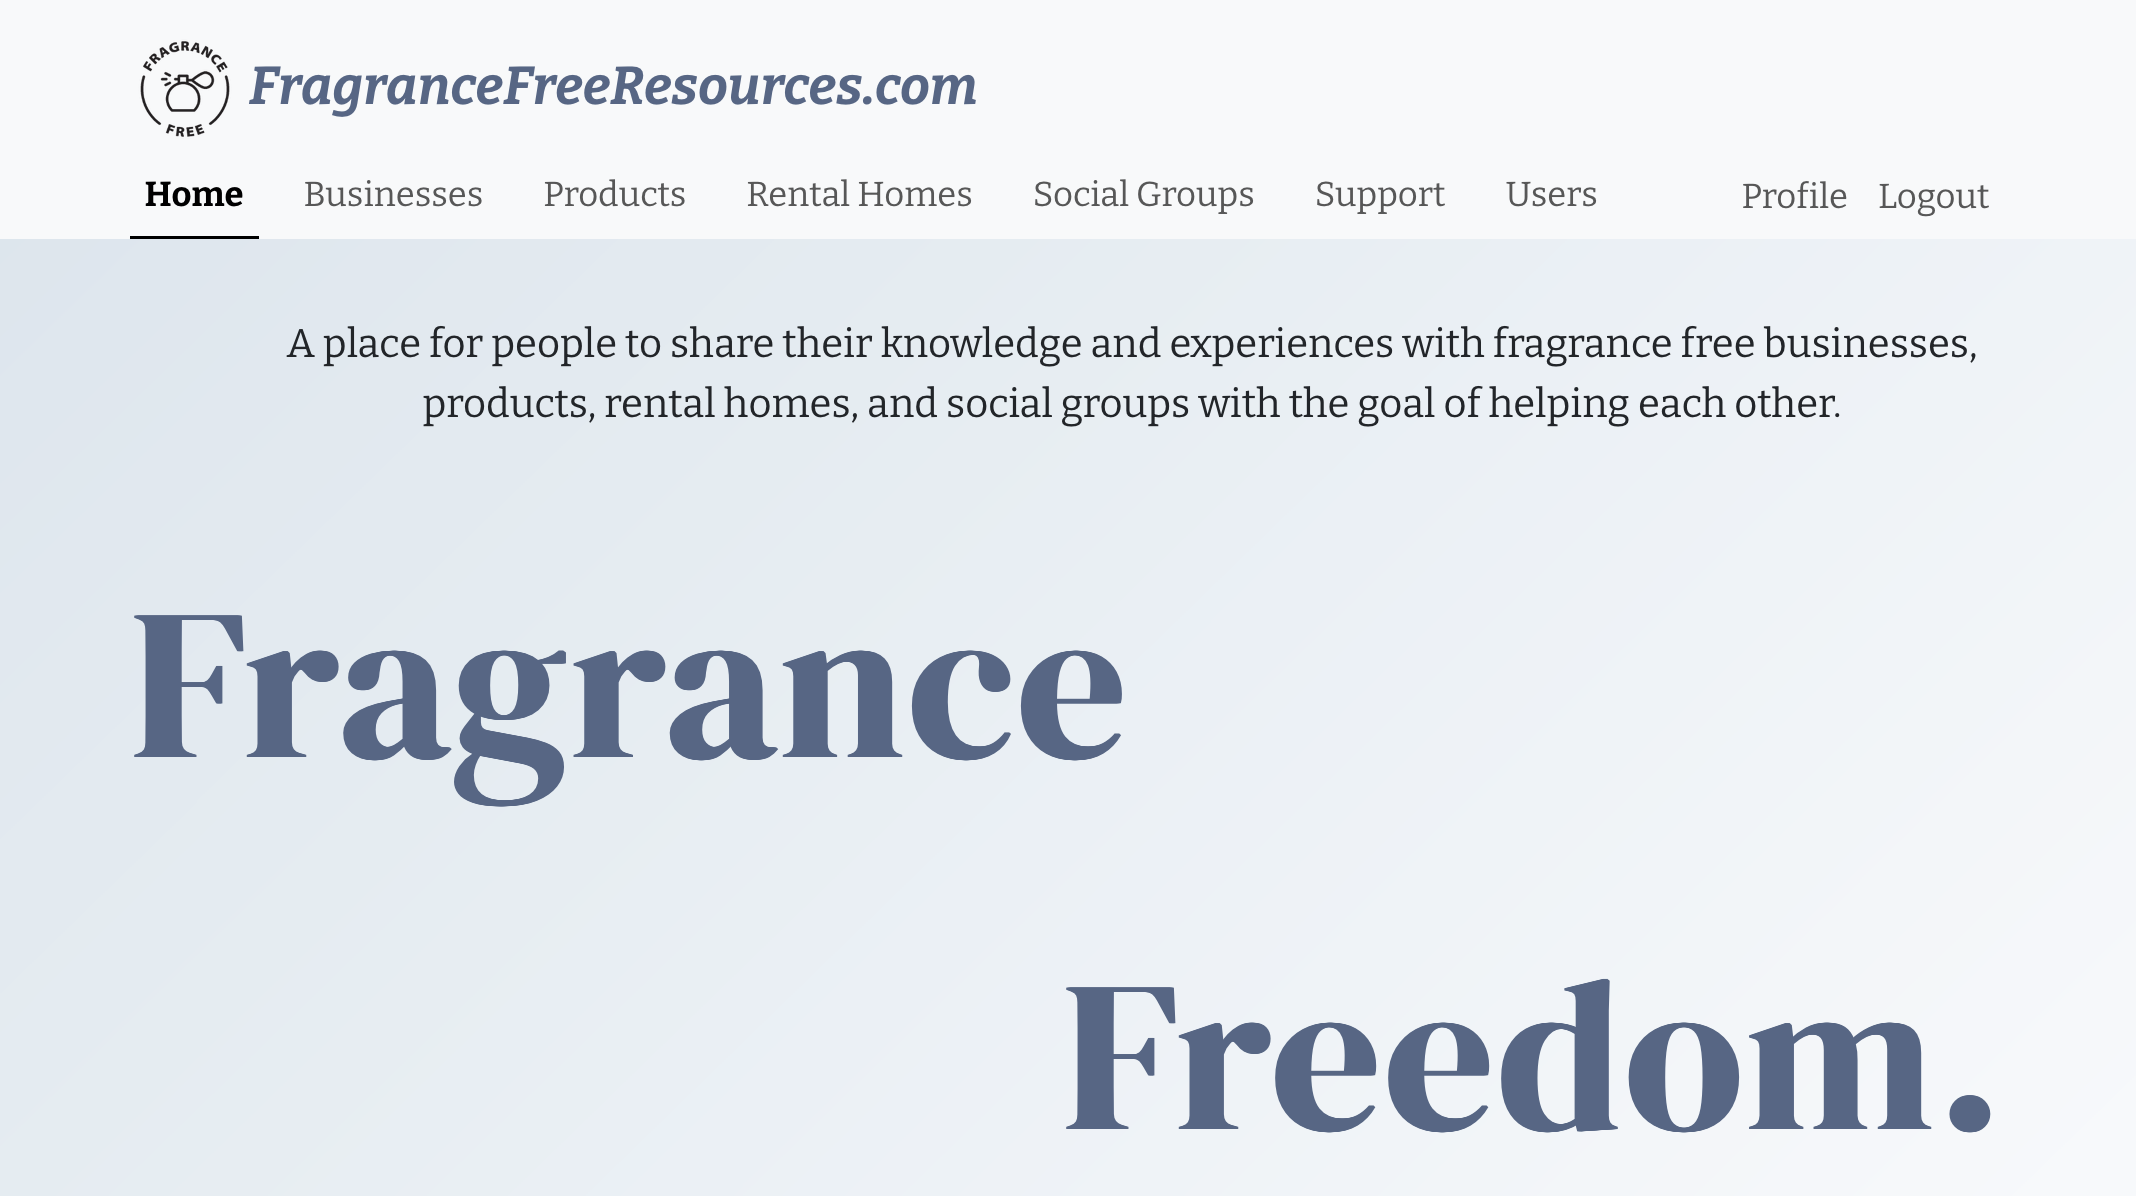 FRAGRANCE
FREE
FragranceFreeResources.com
Home Businesses Products Rental Homes Social Groups Support Users Profile Logout
A place for people to share their knowledge and experiences with fragrance free businesses,
products, rental homes, and social groups with the goal of helping each other.
Fragrance
Freedom.